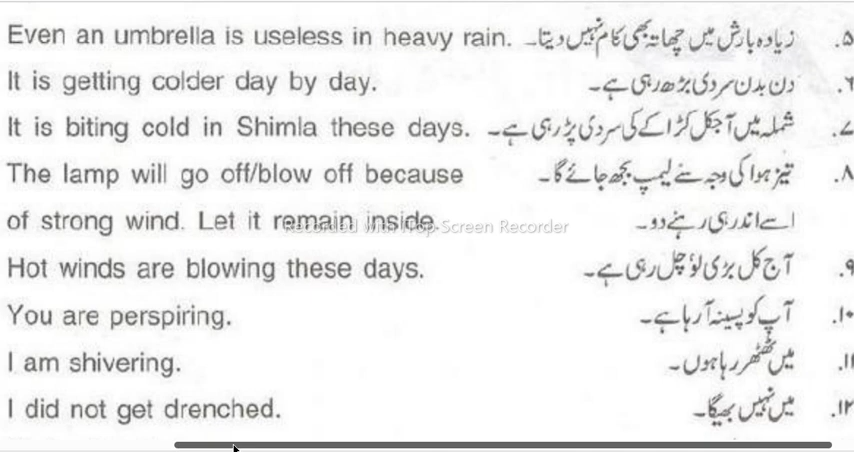 Even an umbrella is useless in heavy rain. ۵. زیادہ بارش میں چھاتہ بھی کام نہیں دیتا۔
It is getting colder day by day. ۶. دن بدن سردی بڑھ رہی ہے۔
It is biting cold in Shimla these days. ۷. شملہ میں آجکل کڑاکے کی سردی پڑ رہی ہے۔
The lamp will go off/blow off because ۸. تیز ہوا کی وجہ سے لیمپ بجھ جائے گا۔
of strong wind. Let it remain inside. اسے اندر ہی رہنے دو۔
Recorded with iTop Screen Recorder
Hot winds are blowing these days. ۹. آج کل بڑی لُو چل رہی ہے۔
You are perspiring. ۱۰. آپ کو پسینہ آ رہا ہے۔
I am shivering. ۱۱. میں ٹھٹھر رہا ہوں۔
I did not get drenched. ۱۲. میں نہیں بھیگا۔